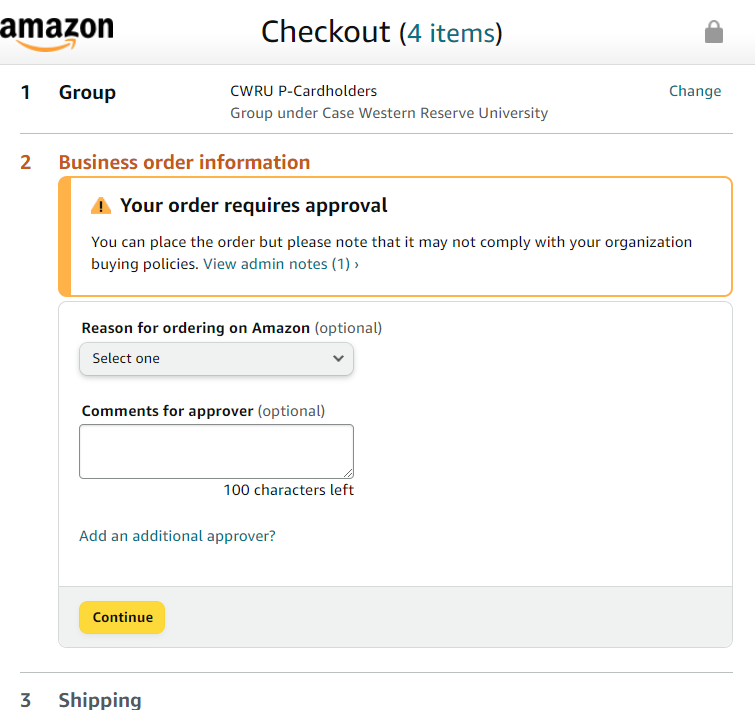 amazon
Checkout (4 items)
1 Group
CWRU P-Cardholders
Change
Group under Case Western Reserve University
2 Business order information
Your order requires approval
You can place the order but please note that it may not comply with your organization
buying policies. View admin notes (1) ›
Reason for ordering on Amazon (optional)
Select one
Comments for approver (optional)
100 characters left
Add an additional approver?
Continue
3 Shipping